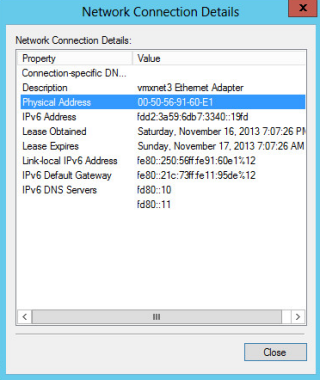 Network Connection Details
x
Network Connection Details:
Property Value
Connection-specific DN...
Description vmxnet3 Ethernet Adapter
Physical Address 00-50-56-91-60-E1
IPv6 Address fdd2:3a59:6db7:3340::19fd
Lease Obtained Saturday, November 16, 2013 7:07:26 PM
Lease Expires Sunday, November 17, 2013 7:07:26 AM
Link-local IPv6 Address fe80::250:56ff:fe91:60e1%12
IPv6 Default Gateway fe80::21c:73ff:fe11:95de%12
IPv6 DNS Servers fd80::10
fd80::11
Close